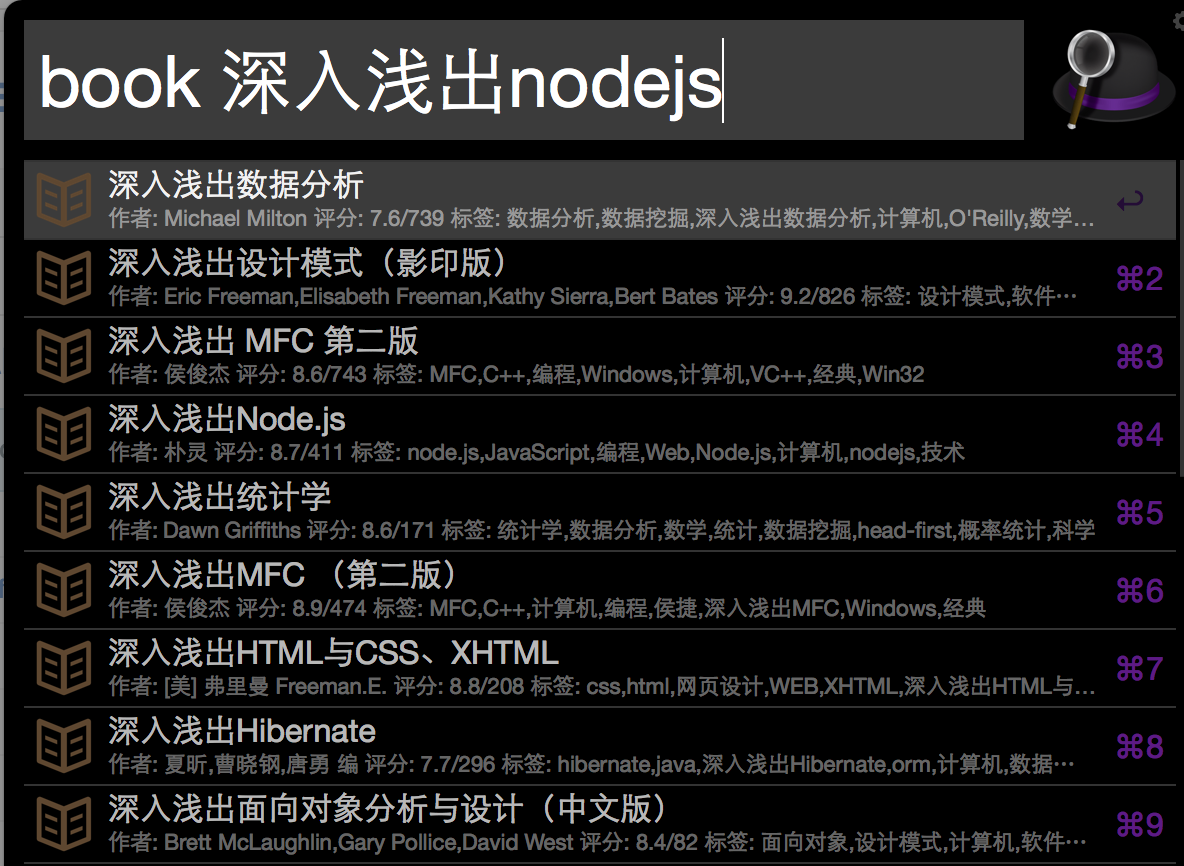 book 深入浅出nodejs
深入浅出数据分析
作者: Michael Milton 评分: 7.6/739 标签: 数据分析,数据挖掘,深入浅出数据分析,计算机,O'Reilly,数学...
深入浅出设计模式（影印版）
作者: Eric Freeman,Elisabeth Freeman,Kathy Sierra,Bert Bates 评分: 9.2/826 标签: 设计模式,软件...
⌘2
深入浅出 MFC 第二版
作者: 侯俊杰 评分: 8.6/743 标签: MFC,C++,编程,Windows,计算机,VC++,经典,Win32
⌘3
深入浅出Node.js
作者: 朴灵 评分: 8.7/411 标签: node.js,JavaScript,编程,Web,Node.js,计算机,nodejs,技术
⌘4
深入浅出统计学
作者: Dawn Griffiths 评分: 8.6/171 标签: 统计学,数据分析,数学,统计,数据挖掘,head-first,概率统计,科学
⌘5
深入浅出MFC （第二版）
作者: 侯俊杰 评分: 8.9/474 标签: MFC,C++,计算机,编程,侯捷,深入浅出MFC,Windows,经典
⌘6
深入浅出HTML与CSS、XHTML
作者: [美] 弗里曼 Freeman.E. 评分: 8.8/208 标签: css,html,网页设计,WEB,XHTML,深入浅出HTML与...
⌘7
深入浅出Hibernate
作者: 夏昕,曹晓钢,唐勇 编 评分: 7.7/296 标签: hibernate,java,深入浅出Hibernate,orm,计算机,数据...
⌘8
深入浅出面向对象分析与设计（中文版）
作者: Brett McLaughlin,Gary Pollice,David West 评分: 8.4/82 标签: 面向对象,设计模式,计算机,软件...
⌘9